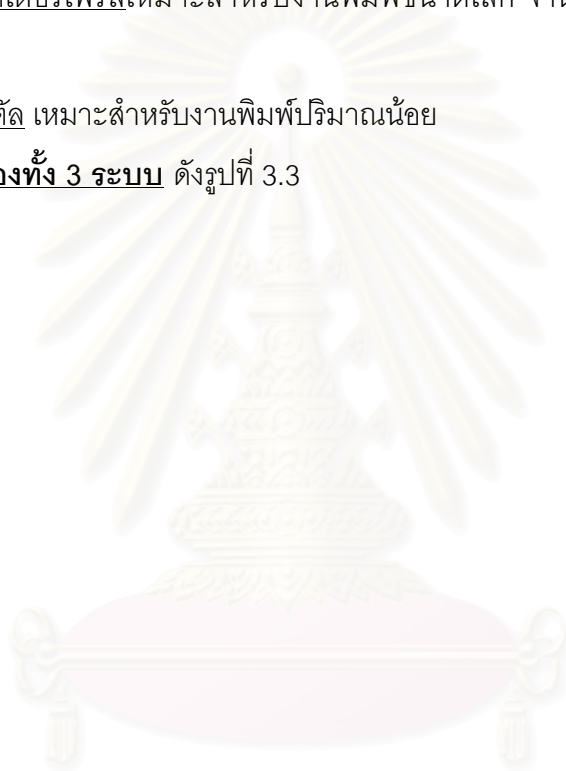 เหมาะสำหรับงานพิมพ์ขนาดเล็ก
เหมาะสำหรับงานพิมพ์ปริมาณน้อย
องทั้ง 3 ระบบ ดังรูปที่ 3.3